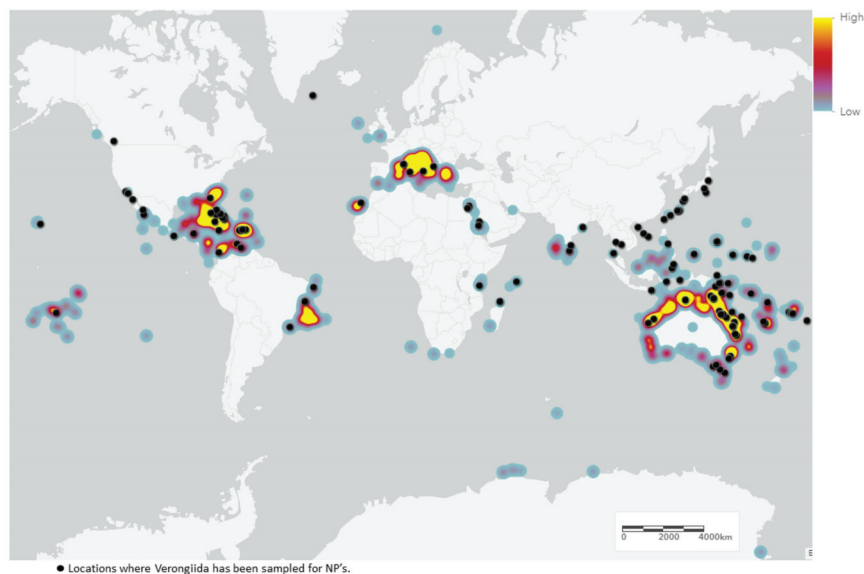 High
Low
0 2000 4000km
E
● Locations where Verongiida has been sampled for NP's.